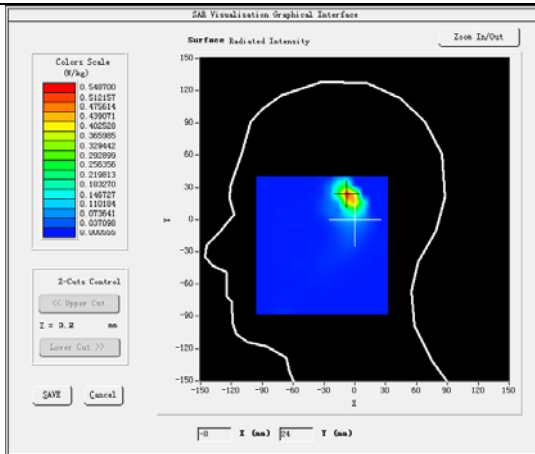 SAR Visualisation Graphical Interface
Surface Radiated Intensity
Zoom In/Out
Colors Scale
(W/kg)
0.548700
0.512157
0.475614
0.439071
0.402528
0.365985
0.329442
0.292899
0.256356
0.219813
0.183270
0.146727
0.110184
0.073641
0.037098
0.000555
Z-Cuts Control
<< Upper Cut
Z = 3.2 mm
Lower Cut >>
SAVE Cancel
150
120
90
60
30
0
-30
-60
-90
-120
-150
Y
-150 -120 -90 -60 -30 0 30 60 90 120 150
X
-8 X (mm) 24 Y (mm)